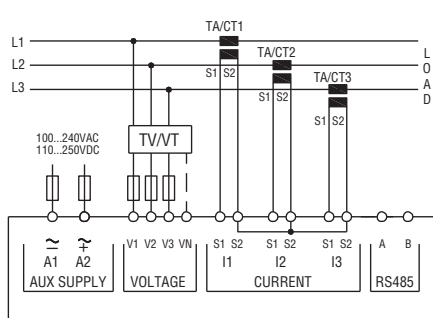 TA/CT1
L1
TA/CT2
L2
S1 S2
TA/CT3
L3
S1 S2
LOAD
S1 S2
100...240VAC
110...250VDC
TV/VT
V1 V2 V3 VN S1 S2 S1 S2 S1 S2 A B
A1 A2 I1 I2 I3
AUX SUPPLY VOLTAGE CURRENT RS485